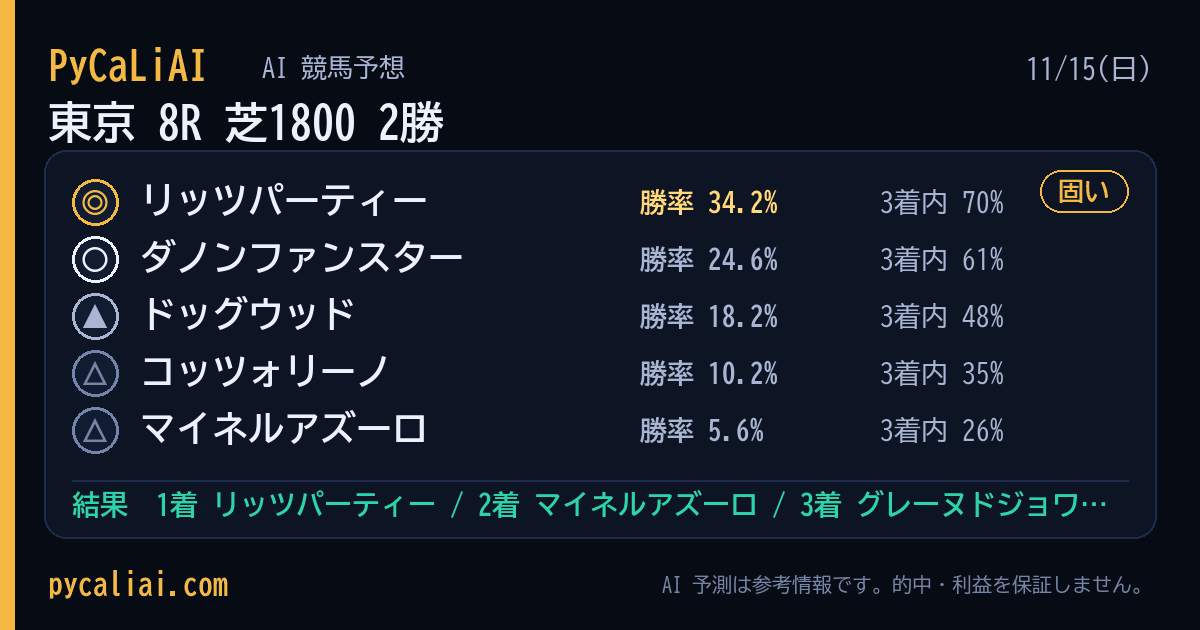 PyCaLiAI AI 競馬予想 11/15(日)
東京 8R 芝1800 2勝
◎ リッツパーティー 勝率 34.2% 3着内 70% 固い
○ ダノンファンスター 勝率 24.6% 3着内 61%
▲ ドッグウッド 勝率 18.2% 3着内 48%
△ コッツォリーノ 勝率 10.2% 3着内 35%
△ マイネルアズーロ 勝率 5.6% 3着内 26%
結果 1着 リッツパーティー / 2着 マイネルアズーロ / 3着 グレーヌドジョワ…
pycaliai.com AI 予測は参考情報です。的中・利益を保証しません。